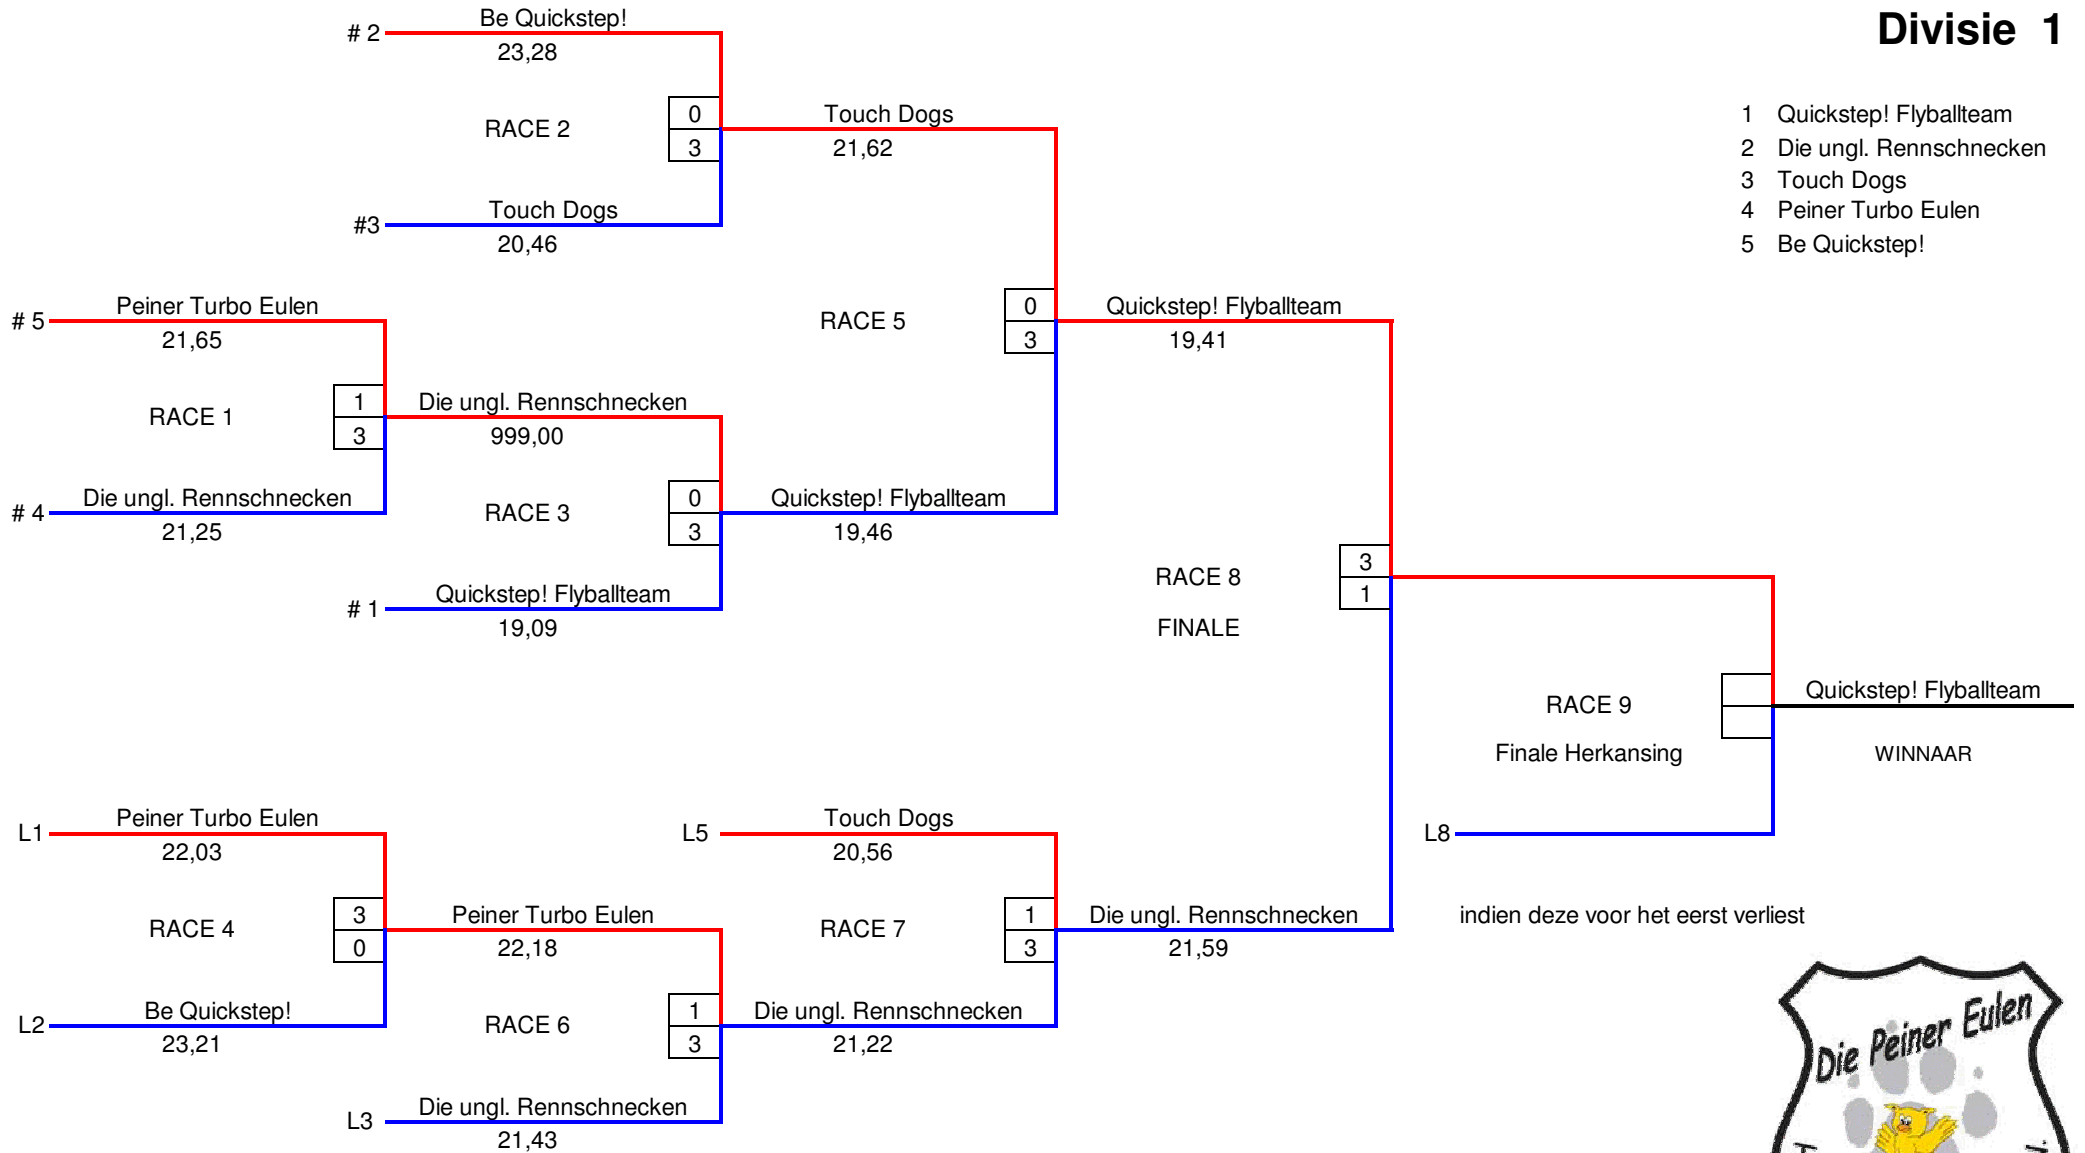 Divisie 1
1 Quickstep! Flyballteam
2 Die ungl. Rennschnecken
3 Touch Dogs
4 Peiner Turbo Eulen
5 Be Quickstep!
# 2 Be Quickstep!
23,28
RACE 2
0
3
#3 Touch Dogs
20,46
Touch Dogs
21,62
# 5 Peiner Turbo Eulen
21,65
RACE 1
1
3
# 4 Die ungl. Rennschnecken
21,25
Die ungl. Rennschnecken
999,00
RACE 3
0
3
# 1 Quickstep! Flyballteam
19,09
RACE 5
0
3
Quickstep! Flyballteam
19,46
Quickstep! Flyballteam
19,41
RACE 8
3
1
FINALE
RACE 9
Finale Herkansing
Quickstep! Flyballteam
WINNAAR
L8
indien deze voor het eerst verliest
L1 Peiner Turbo Eulen
22,03
RACE 4
3
0
L2 Be Quickstep!
23,21
Peiner Turbo Eulen
22,18
RACE 6
1
3
L3 Die ungl. Rennschnecken
21,43
L5 Touch Dogs
20,56
RACE 7
1
3
Die ungl. Rennschnecken
21,22
Die ungl. Rennschnecken
21,59
Die Peiner Eulen